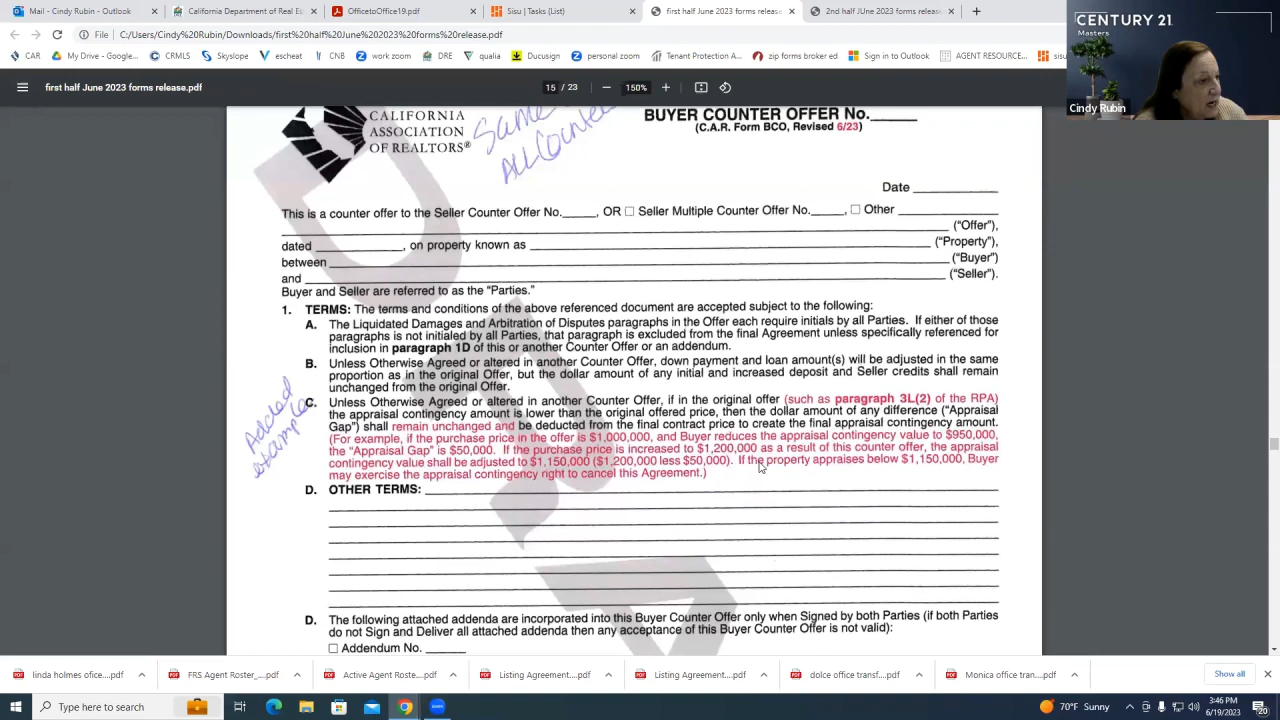 Mail - Cindy Rubin - Outlook
California Department of Real Es
OfficetoOffice19.pdf
Sisu | Tasks (List)
first half JUne 2023 forms releas
2nd half JUne 2023 forms releas
File
C:/Users/Cindy%20Rubin/Downloads/first%20half%20June%202023%20forms%20release.pdf
CAR
My Drive - Google...
CRS
Skyslope
escheat
CNB
work zoom
DRE
qualia
Ducusign
personal zoom
Tenant Protection A...
zip forms broker ed
Sign in to Outlook
AGENT RESOURCE...
sisu
first half June 2023 forms release.pdf
15 / 23
150%
CENTURY 21
Masters
Cindy Rubin
CALIFORNIA
ASSOCIATION
OF REALTORS®
Same
All Counters
BUYER COUNTER OFFER No.
(C.A.R. Form BCO, Revised 6/23)
Date
This is a counter offer to the Seller Counter Offer No._____, OR ☐ Seller Multiple Counter Offer No._____, ☐ Other
("Offer"),
dated ____________, on property known as ____________ ("Property"),
between ____________ ("Buyer")
and ____________ ("Seller").
Buyer and Seller are referred to as the "Parties."
1. TERMS: The terms and conditions of the above referenced document are accepted subject to the following:
A. The Liquidated Damages and Arbitration of Disputes paragraphs in the Offer each require initials by all Parties. If either of those
paragraphs is not initialed by all Parties, that paragraph is excluded from the final Agreement unless specifically referenced for
inclusion in paragraph 1D of this or another Counter Offer or an addendum.
B. Unless Otherwise Agreed or altered in another Counter Offer, down payment and loan amount(s) will be adjusted in the same
proportion as in the original Offer, but the dollar amount of any initial and increased deposit and Seller credits shall remain
unchanged from the original Offer.
Added
example
C. Unless Otherwise Agreed or altered in another Counter Offer, if in the original offer (such as paragraph 3L(2) of the RPA)
the appraisal contingency amount is lower than the original offered price, then the dollar amount of any difference ("Appraisal
Gap") shall remain unchanged and be deducted from the final contract price to create the final appraisal contingency amount.
(For example, if the purchase price in the offer is $1,000,000, and Buyer reduces the appraisal contingency value to $950,000,
the "Appraisal Gap" is $50,000. If the purchase price is increased to $1,200,000 as a result of this counter offer, the appraisal
contingency value shall be adjusted to $1,150,000 ($1,200,000 less $50,000). If the property appraises below $1,150,000, Buyer
may exercise the appraisal contingency right to cancel this Agreement.)
D. OTHER TERMS:
D. The following attached addenda are incorporated into this Buyer Counter Offer only when Signed by both Parties (if both Parties
do not Sign and Deliver all attached addenda then any acceptance of this Buyer Counter Offer is not valid):
☐ Addendum No.
linda holmes ofice....pdf
FRS Agent Roster_...pdf
Active Agent Roste....pdf
Listing Agreement....pdf
Listing Agreement....pdf
dolce office transf....pdf
Monica office tran....pdf
Show all
Type here to search
70°F Sunny
3:46 PM
6/19/2023
20